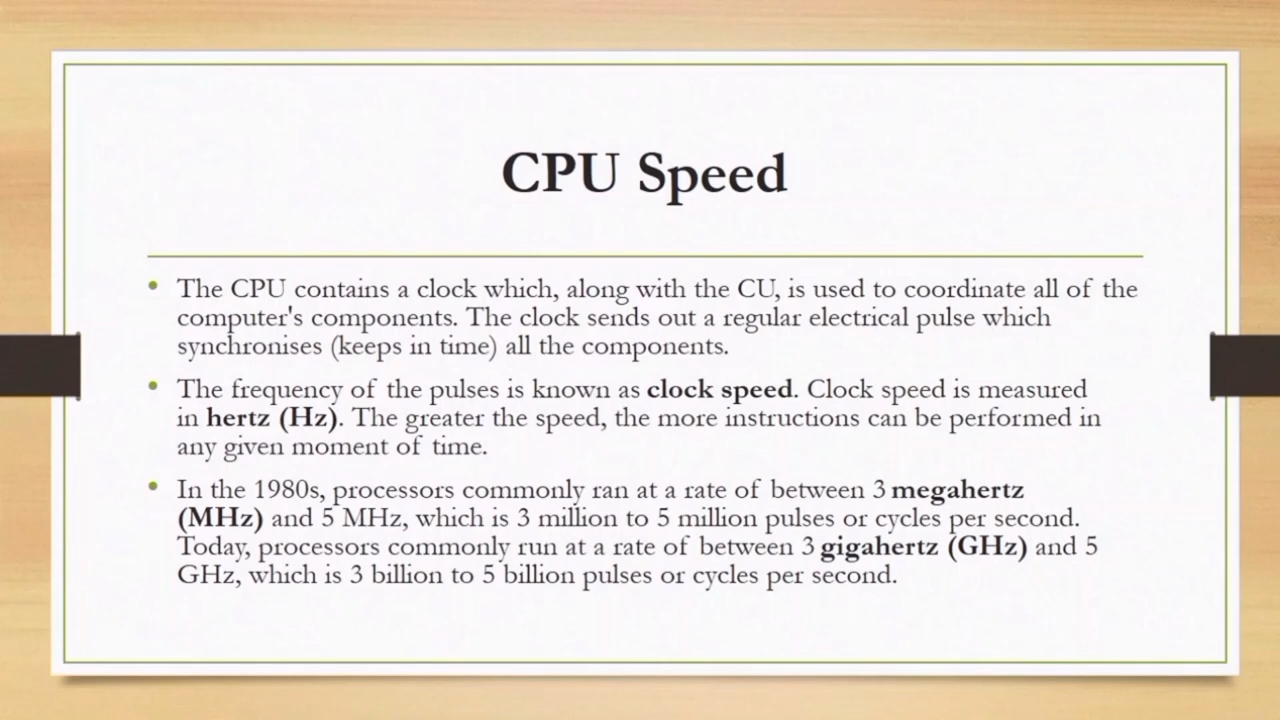 CPU Speed
• The CPU contains a clock which, along with the CU, is used to coordinate all of the
computer's components. The clock sends out a regular electrical pulse which
synchronises (keeps in time) all the components.
• The frequency of the pulses is known as clock speed. Clock speed is measured
in hertz (Hz). The greater the speed, the more instructions can be performed in
any given moment of time.
• In the 1980s, processors commonly ran at a rate of between 3 megahertz
(MHz) and 5 MHz, which is 3 million to 5 million pulses or cycles per second.
Today, processors commonly run at a rate of between 3 gigahertz (GHz) and 5
GHz, which is 3 billion to 5 billion pulses or cycles per second.